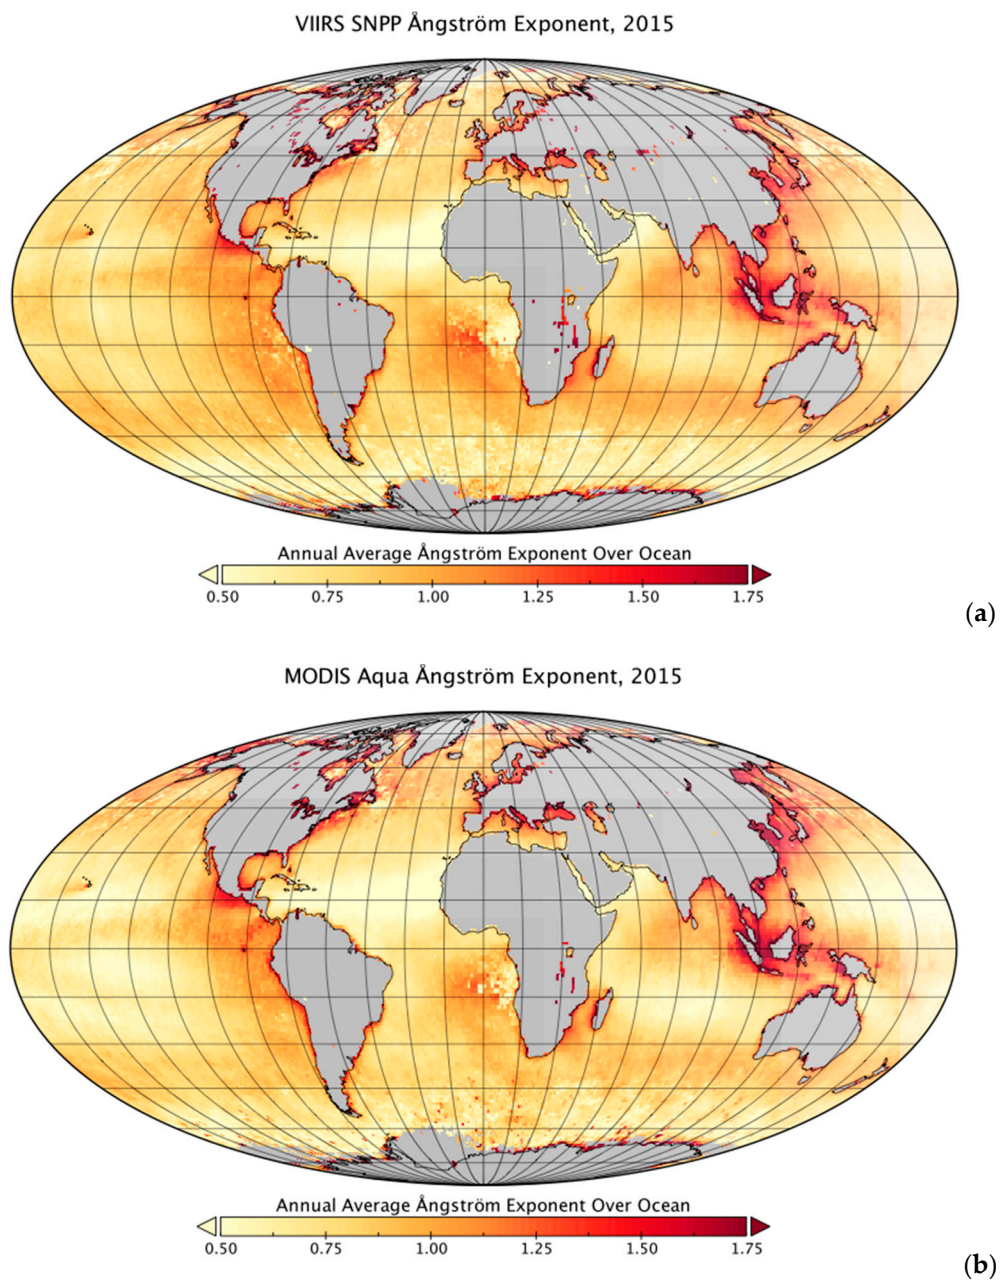 VIIRS SNPP Ångström Exponent, 2015
Annual Average Ångström Exponent Over Ocean
0.50 0.75 1.00 1.25 1.50 1.75
(a)
MODIS Aqua Ångström Exponent, 2015
Annual Average Ångström Exponent Over Ocean
0.50 0.75 1.00 1.25 1.50 1.75
(b)